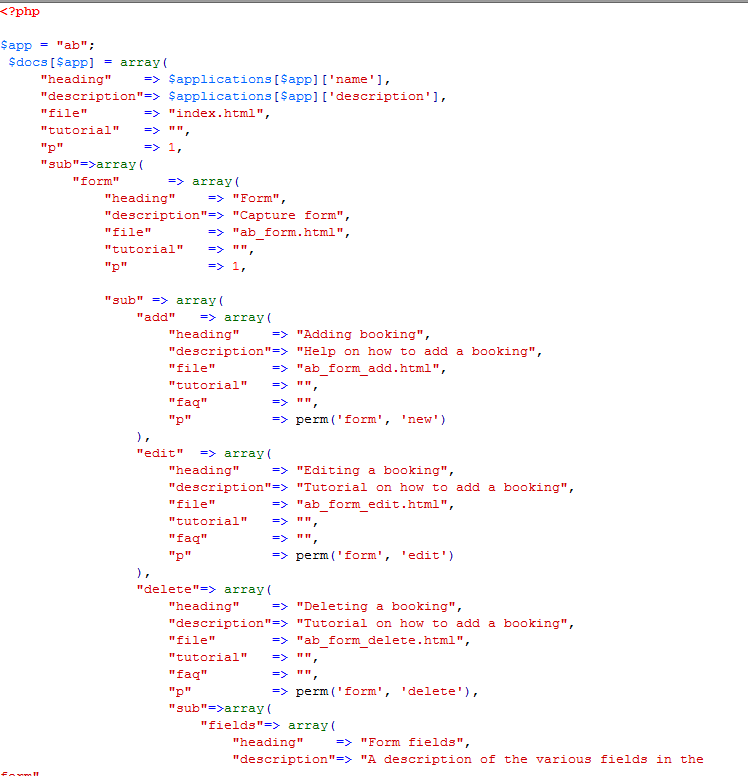 <?php
$app = "ab";
$docs[$app] = array(
"heading" => $applications[$app]['name'],
"description"=> $applications[$app]['description'],
"file" => "index.html",
"tutorial" => "",
"p" => 1,
"sub"=>array(
"form" => array(
"heading" => "Form",
"description"=> "Capture form",
"file" => "ab_form.html",
"tutorial" => "",
"p" => 1,
"sub" => array(
"add" => array(
"heading" => "Adding booking",
"description"=> "Help on how to add a booking",
"file" => "ab_form_add.html",
"tutorial" => "",
"faq" => "",
"p" => perm('form', 'new')
),
"edit" => array(
"heading" => "Editing a booking",
"description"=> "Tutorial on how to add a booking",
"file" => "ab_form_edit.html",
"tutorial" => "",
"faq" => "",
"p" => perm('form', 'edit')
),
"delete"=> array(
"heading" => "Deleting a booking",
"description"=> "Tutorial on how to add a booking",
"file" => "ab_form_delete.html",
"tutorial" => "",
"faq" => "",
"p" => perm('form', 'delete'),
"sub"=>array(
"fields"=> array(
"heading" => "Form fields",
"description"=> "A description of the various fields in the
form"